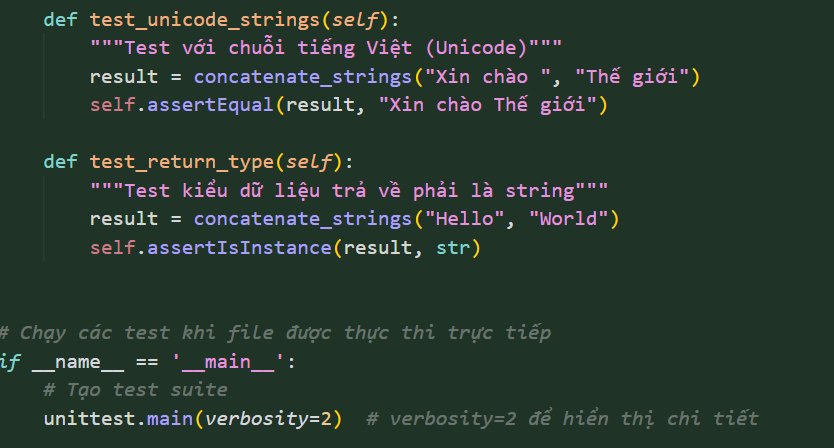 def test_unicode_strings(self):
"""Test với chuỗi tiếng Việt (Unicode)"""
result = concatenate_strings("Xin chào ", "Thế giới")
self.assertEqual(result, "Xin chào Thế giới")
def test_return_type(self):
"""Test kiểu dữ liệu trả về phải là string"""
result = concatenate_strings("Hello", "World")
self.assertIsInstance(result, str)
# Chạy các test khi file được thực thi trực tiếp
if __name__ == '__main__':
# Tạo test suite
unittest.main(verbosity=2)  # verbosity=2 để hiển thị chi tiết